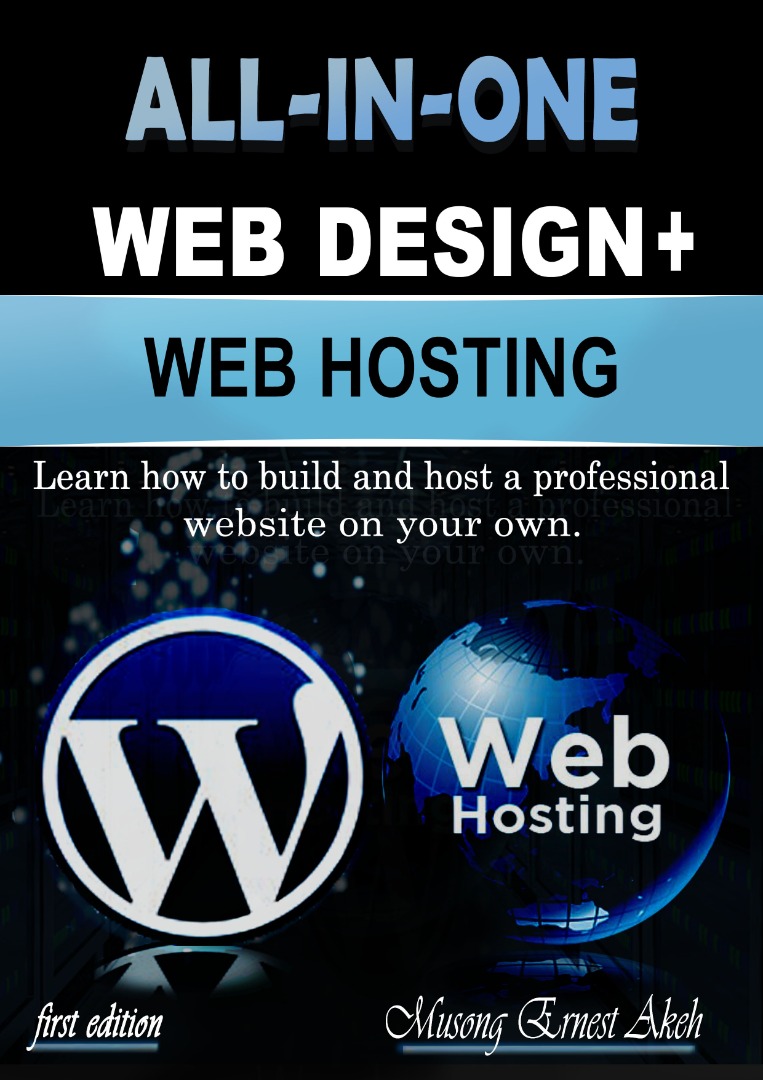 ALL-IN-ONE
WEB DESIGN+
WEB HOSTING
Learn how to build and host a professional
website on your own.
W
Web
Hosting
first edition
Musong Ernest Akeh